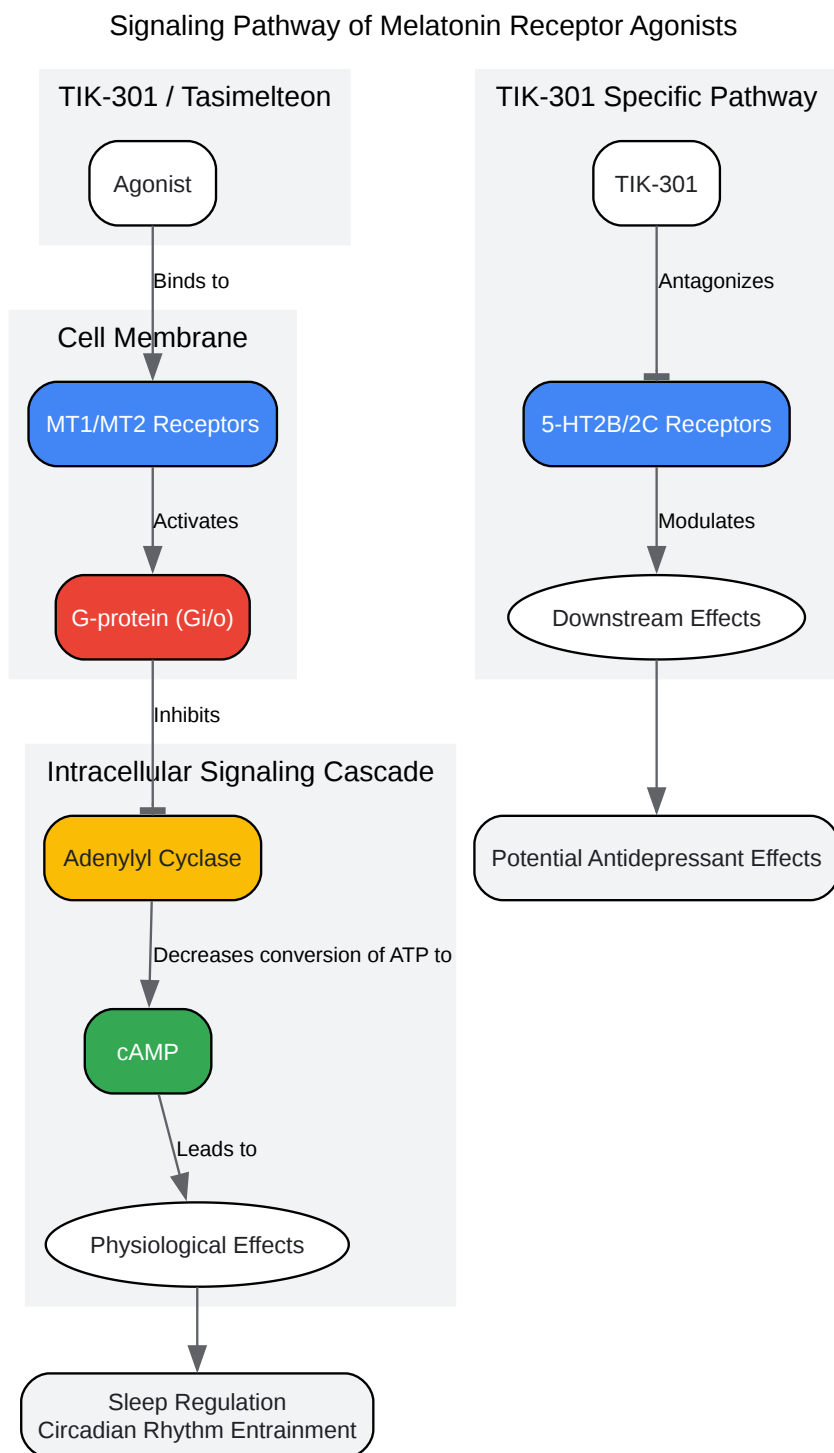 Signaling Pathway of Melatonin Receptor Agonists
TIK-301 / Tasimelteon
Agonist
Binds to
Cell Membrane
MT1/MT2 Receptors
Activates
G-protein (Gi/o)
Inhibits
Intracellular Signaling Cascade
Adenylyl Cyclase
Decreases conversion of ATP to
cAMP
Leads to
Physiological Effects
Sleep Regulation
Circadian Rhythm Entrainment
TIK-301 Specific Pathway
TIK-301
Antagonizes
5-HT2B/2C Receptors
Modulates
Downstream Effects
Potential Antidepressant Effects